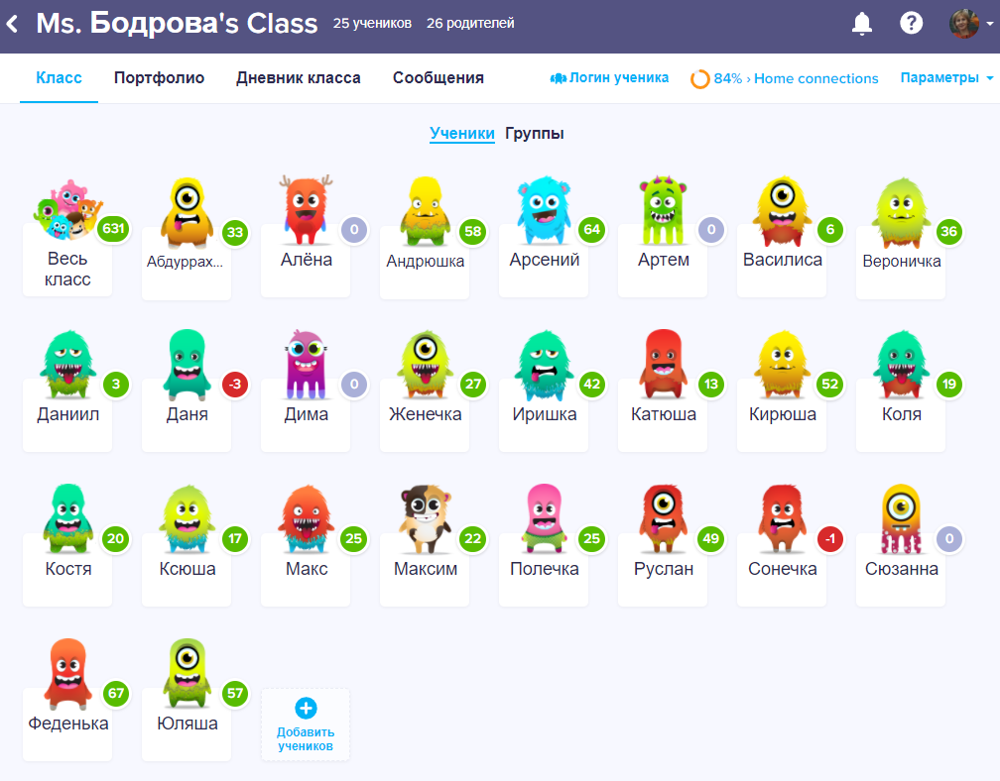 Ms. Бодрова's Class 25 учеников 26 родителей
Класс Портфолио Дневник класса Сообщения Логин ученика 84% › Home connections Параметры
Ученики Группы
631 33 0 58 64 0 6 36
Весь класс Абдуррах... Алёна Андрюшка Арсений Артем Василиса Вероничка
3 -3 0 27 42 13 52 19
Даниил Даня Дима Женечка Иришка Катюша Кирюша Коля
20 17 25 22 25 49 -1 0
Костя Ксюша Макс Максим Полечка Руслан Сонечка Сюзанна
67 57
Феденька Юляша
Добавить
учеников